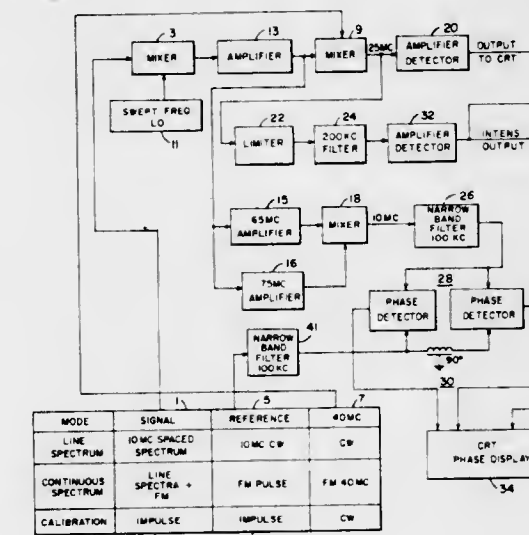 3
13
9
20
MIXER
AMPLIFIER
MIXER
25MC
AMPLIFIER
DETECTOR
OUTPUT
TO CRT
SWEPT FREQ
LO
11
22
24
32
LIMITER
200KC
FILTER
AMPLIFIER
DETECTOR
INTENS
OUTPUT
15
18
26
65MC
AMPLIFIER
MIXER
10MC
NARROW
BAND
FILTER
100KC
16
75MC
AMPLIFIER
28
PHASE
DETECTOR
PHASE
DETECTOR
41
NARROW
BAND
FILTER
100KC
90°
30
1
5
7
MODE SIGNAL REFERENCE 40MC
LINE
SPECTRUM
10MC SPACED
SPECTRUM
10MC CW
CW
CONTINUOUS
SPECTRUM
LINE
SPECTRA +
FM
FM PULSE
FM 40MC
CALIBRATION IMPULSE IMPULSE CW
CRT
PHASE DISPLAY
34